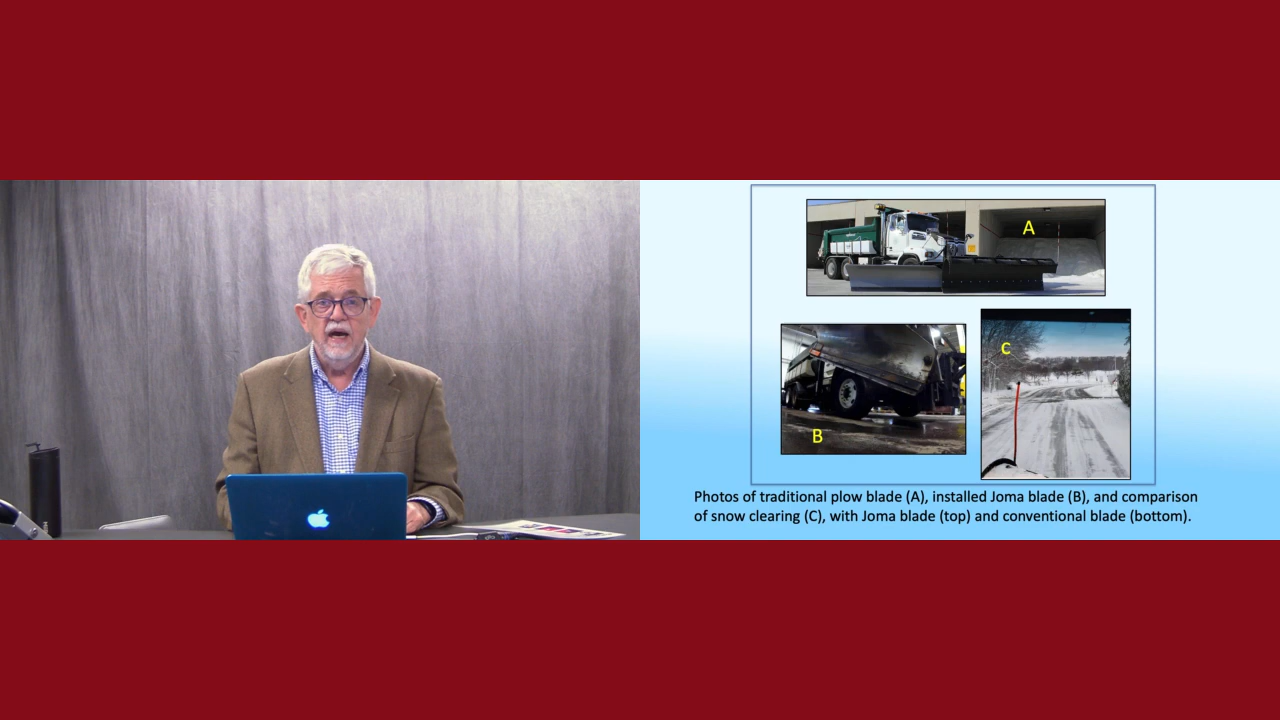 A
B
C
Photos of traditional plow blade (A), installed Joma blade (B), and comparison
of snow clearing (C), with Joma blade (top) and conventional blade (bottom).